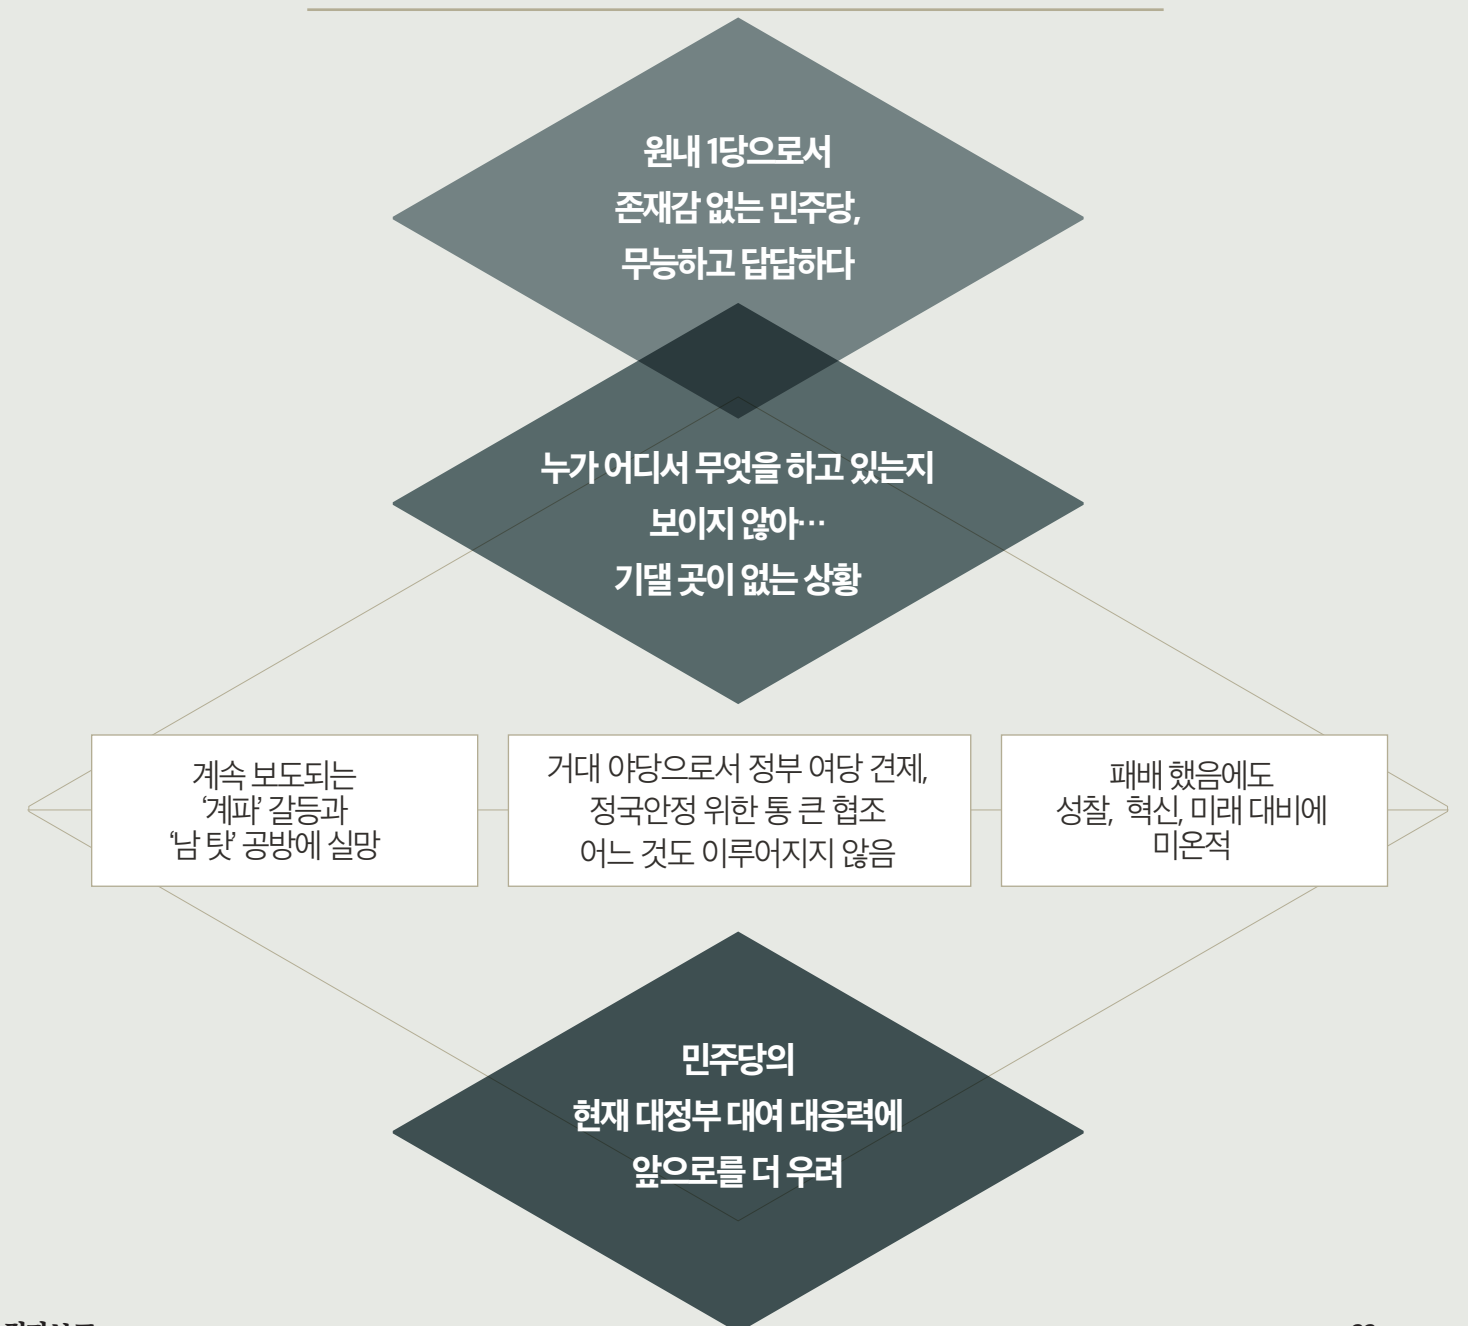 원내 1당으로서
존재감 없는 민주당,
무능하고 답답하다
누가 어디서 무엇을 하고 있는지
보이지 않아…
기댈 곳이 없는 상황
계속 보도되는
‘계파’ 갈등과
‘남 탓’ 공방에 실망
거대 야당으로서 정부 여당 견제,
정국안정 위한 통 큰 협조
어느 것도 이루어지지 않음
패배 했음에도
성찰, 혁신, 미래 대비에
미온적
민주당의
현재 대정부 대여 대응력에
앞으로를 더 우려